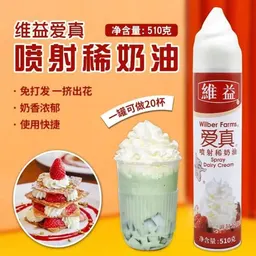 维益爱真
净含量：510克
喷射稀奶油
• 免打发 一挤出花
• 奶香浓郁
• 使用快捷
一罐可做20杯
維益
Wilber Farms
爱真
喷射稀奶油
Spray
Dairy Cream
净含量：510克